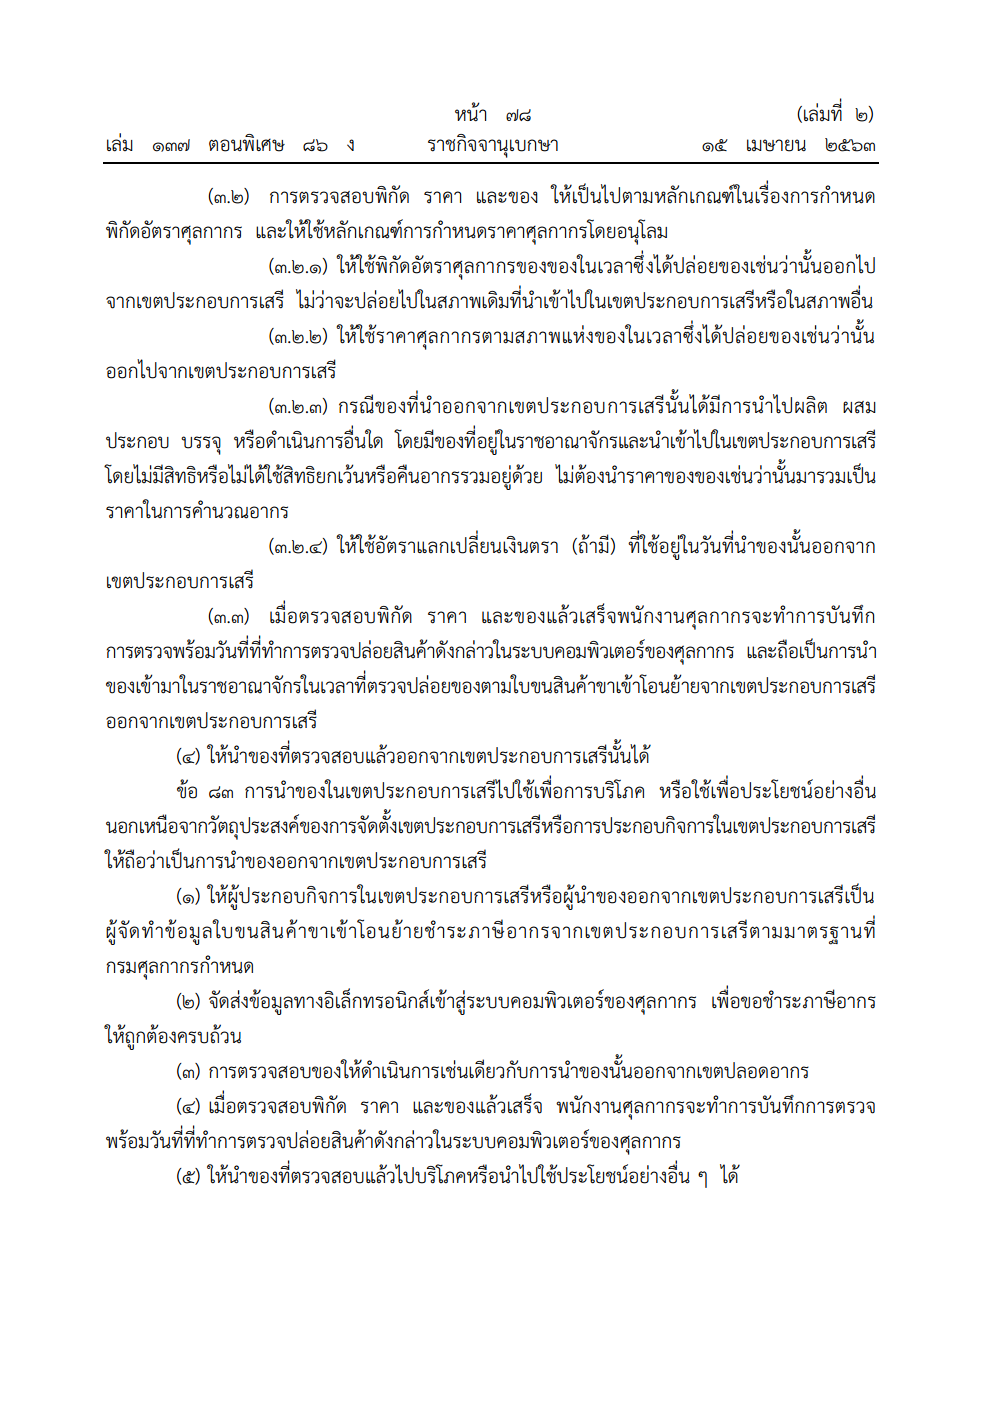 หน้า ๗๘
(เล่มที่ ๒)
เล่ม ๑๓๗ ตอนพิเศษ ๘๖ ง ราชกิจจานุเบกษา ๑๕ เมษายน ๒๕๖๓
(๓.๒) การตรวจสอบพิกัด ราคา และของ ให้เป็นไปตามหลักเกณฑ์ในเรื่องการกำหนด
พิกัดอัตราศุลกากร และให้ใช้หลักเกณฑ์การกำหนดราคาศุลกากรโดยอนุโลม
(๓.๒.๑) ให้ใช้พิกัดอัตราศุลกากรของของในเวลาซึ่งได้ปล่อยของเช่นว่านั้นออกไป
จากเขตประกอบการเสรี ไม่ว่าจะปล่อยไปในสภาพเดิมที่นำเข้าไปในเขตประกอบการเสรีหรือในสภาพอื่น
(๓.๒.๒) ให้ใช้ราคาศุลกากรตามสภาพแห่งของในเวลาซึ่งได้ปล่อยของเช่นว่านั้น
ออกไปจากเขตประกอบการเสรี
(๓.๒.๓) กรณีของที่นำออกจากเขตประกอบการเสรีนั้นได้มีการนำไปผลิต ผสม
ประกอบ บรรจุ หรือดำเนินการอื่นใด โดยมีของที่อยู่ในราชอาณาจักรและนำเข้าไปในเขตประกอบการเสรี
โดยไม่มีสิทธิหรือไม่ได้ใช้สิทธิยกเว้นหรือคืนอากรรวมอยู่ด้วย ไม่ต้องนำราคาของของเช่นว่านั้นมารวมเป็น
ราคาในการคำนวณอากร
(๓.๒.๔) ให้ใช้อัตราแลกเปลี่ยนเงินตรา (ถ้ามี) ที่ใช้อยู่ในวันที่นำของนั้นออกจาก
เขตประกอบการเสรี
(๓.๓) เมื่อตรวจสอบพิกัด ราคา และของแล้วเสร็จพนักงานศุลกากรจะทำการบันทึก
การตรวจพร้อมวันที่ที่ทำการตรวจปล่อยสินค้าดังกล่าวในระบบคอมพิวเตอร์ของศุลกากร และถือเป็นการนำ
ของเข้ามาในราชอาณาจักรในเวลาที่ตรวจปล่อยของตามใบขนสินค้าขาเข้าโอนย้ายจากเขตประกอบการเสรี
ออกจากเขตประกอบการเสรี
(๔) ให้นำของที่ตรวจสอบแล้วออกจากเขตประกอบการเสรีนั้นได้
ข้อ ๘๓ การนำของในเขตประกอบการเสรีไปใช้เพื่อการบริโภค หรือใช้เพื่อประโยชน์อย่างอื่น
นอกเหนือจากวัตถุประสงค์ของการจัดตั้งเขตประกอบการเสรีหรือการประกอบกิจการในเขตประกอบการเสรี
ให้ถือว่าเป็นการนำของออกจากเขตประกอบการเสรี
(๑) ให้ผู้ประกอบกิจการในเขตประกอบการเสรีหรือผู้นำของออกจากเขตประกอบการเสรีเป็น
ผู้จัดทำข้อมูลใบขนสินค้าขาเข้าโอนย้ายชำระภาษีอากรจากเขตประกอบการเสรีตามมาตรฐานที่
กรมศุลกากรกำหนด
(๒) จัดส่งข้อมูลทางอิเล็กทรอนิกส์เข้าสู่ระบบคอมพิวเตอร์ของศุลกากร เพื่อขอชำระภาษีอากร
ให้ถูกต้องครบถ้วน
(๓) การตรวจสอบของให้ดำเนินการเช่นเดียวกับการนำของนั้นออกจากเขตปลอดอากร
(๔) เมื่อตรวจสอบพิกัด ราคา และของแล้วเสร็จ พนักงานศุลกากรจะทำการบันทึกการตรวจ
พร้อมวันที่ที่ทำการตรวจปล่อยสินค้าดังกล่าวในระบบคอมพิวเตอร์ของศุลกากร
(๕) ให้นำของที่ตรวจสอบแล้วไปบริโภคหรือนำไปใช้ประโยชน์อย่างอื่น ๆ ได้